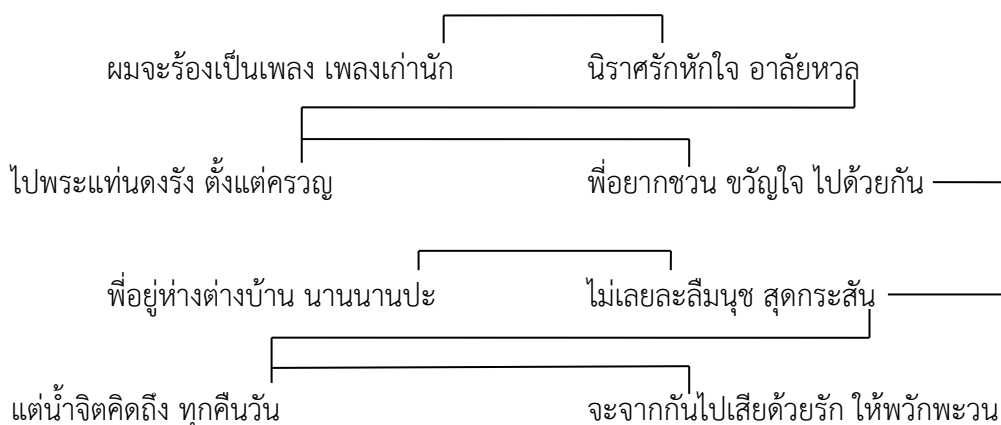 ผมจะร้องเป็นเพลง เพลงเก่านัก นิราศรักหักใจ อาลัยหวล
ไปพระแท่นดงรัง ตั้งแต่ครวญ พี่อยากชวน ขวัญใจ ไปด้วยกัน
พี่อยู่ห่างต่างบ้าน นานนานปะ ไม่เลยละลืมนุช สุดกระสัน
แต่น้ำจิตคิดถึง ทุกคืนวัน จะจากกันไปเสียด้วยรัก ให้พวักพะวน